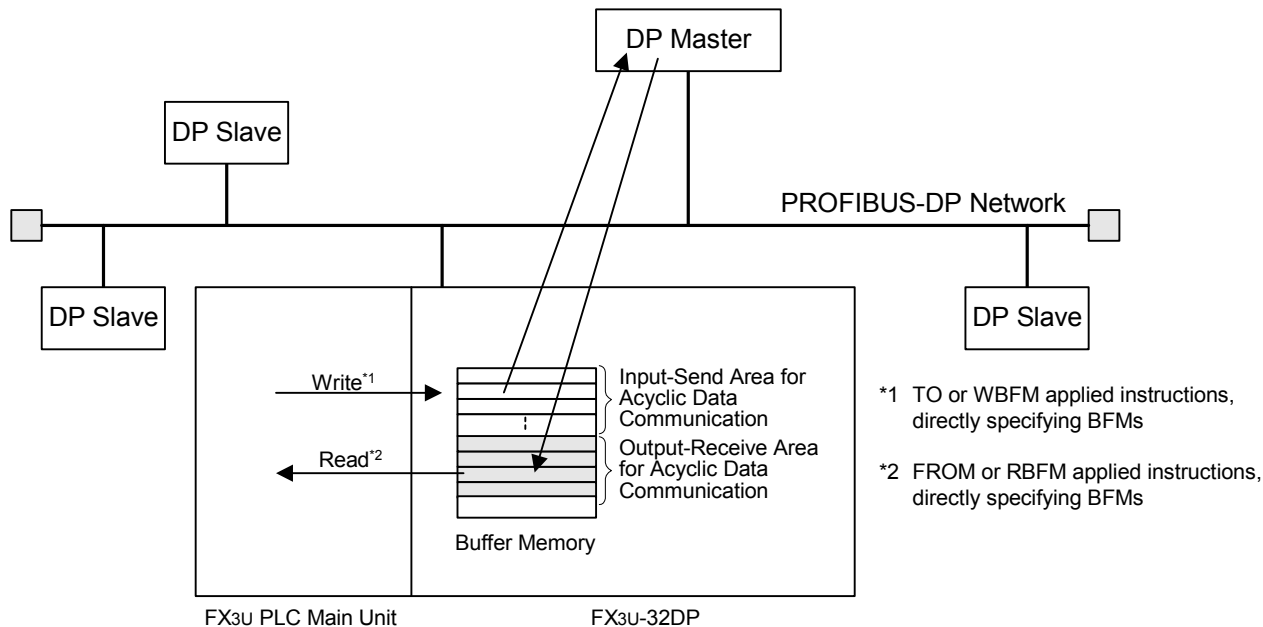 DP Master
DP Slave
PROFIBUS-DP Network
DP Slave
DP Slave
Write*1
Input-Send Area for
Acyclic Data
Communication
Read*2
Output-Receive Area
for Acyclic Data
Communication
Buffer Memory
*1 TO or WBFM applied instructions,
directly specifying BFMs
*2 FROM or RBFM applied instructions,
directly specifying BFMs
FX3U PLC Main Unit
FX3U-32DP